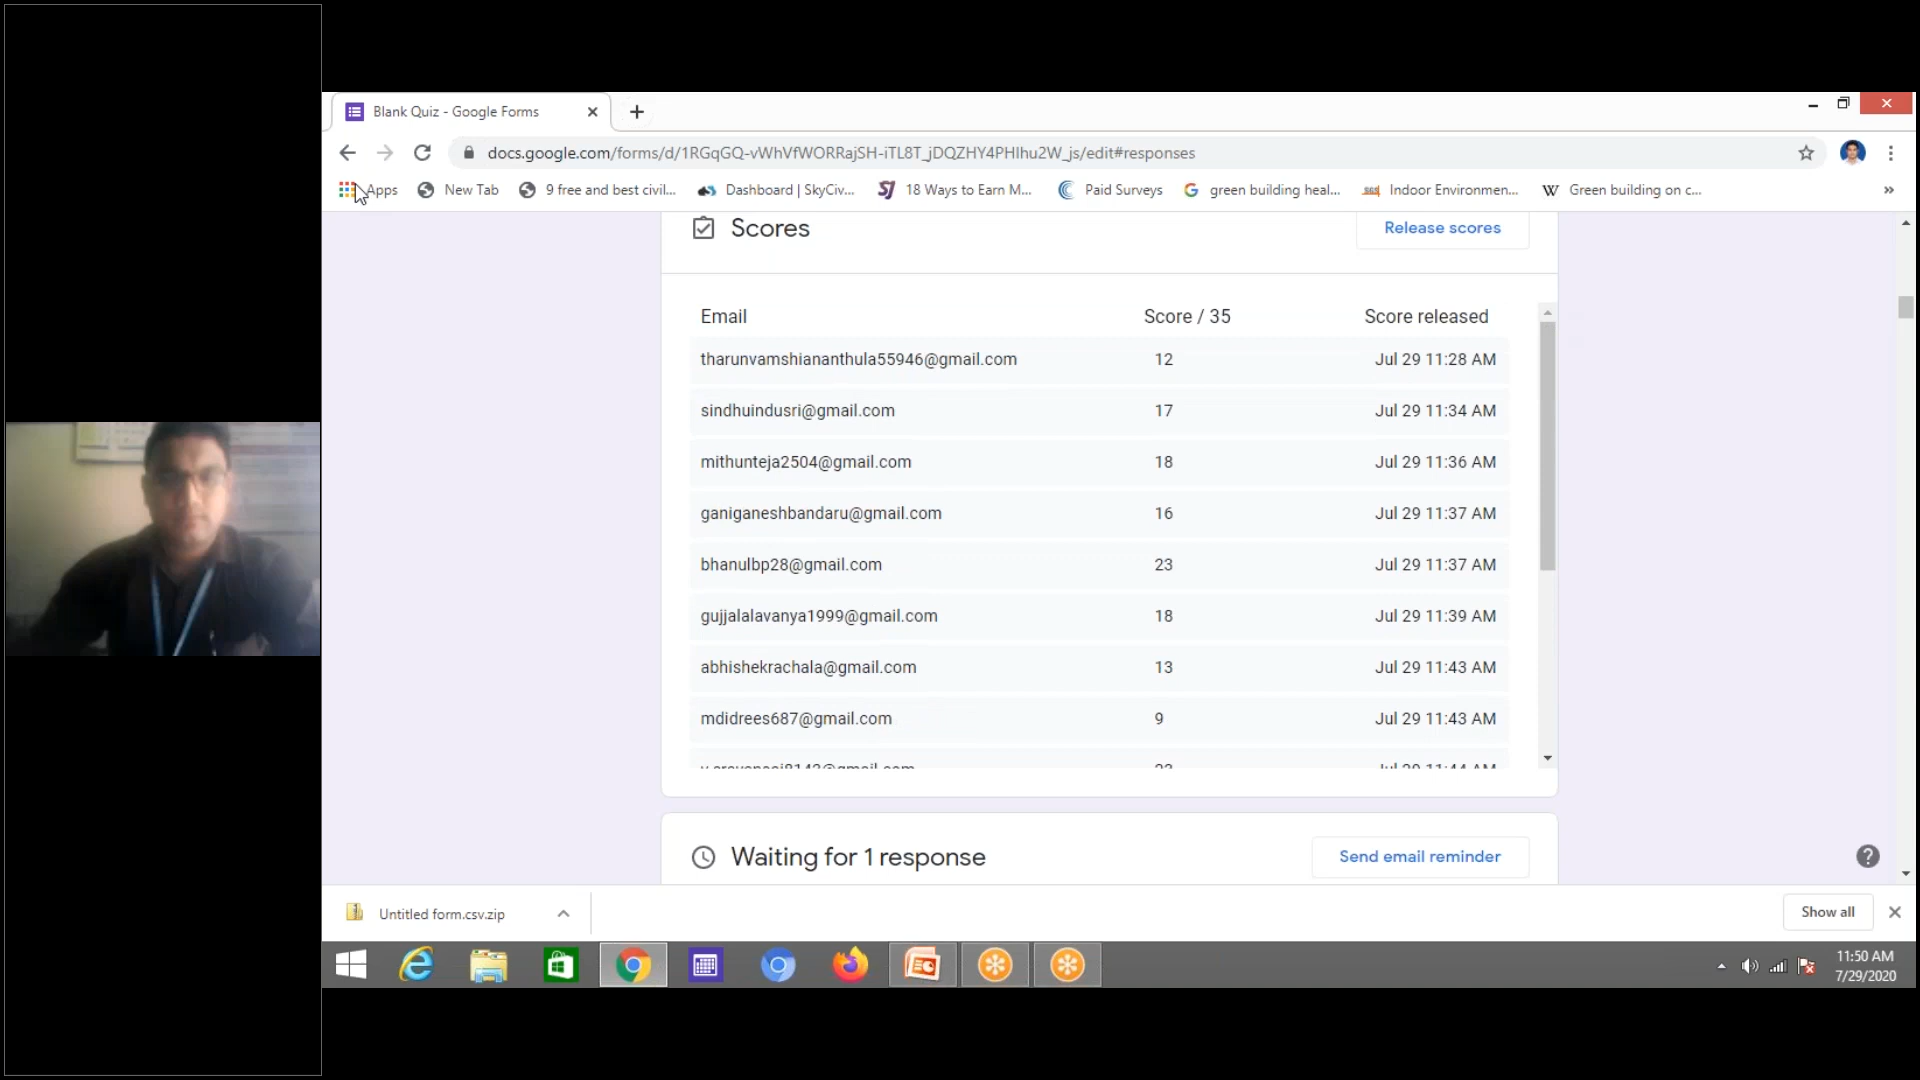 Blank Quiz - Google Forms
docs.google.com/forms/d/1RGqGQ-vWhVfWORRajSH-iTL8T_jDQZHY4PHIhu2W_js/edit#responses
Apps New Tab 9 free and best civil... Dashboard | SkyCiv... 18 Ways to Earn M... Paid Surveys green building heal... Indoor Environmen... Green building on c...
Scores Release scores
Email Score / 35 Score released
tharunvamshiananthula55946@gmail.com 12 Jul 29 11:28 AM
sindhuindusri@gmail.com 17 Jul 29 11:34 AM
mithunteja2504@gmail.com 18 Jul 29 11:36 AM
ganiganeshbandaru@gmail.com 16 Jul 29 11:37 AM
bhanulbp28@gmail.com 23 Jul 29 11:37 AM
gujjalalavanya1999@gmail.com 18 Jul 29 11:39 AM
abhishekrachala@gmail.com 13 Jul 29 11:43 AM
mdidrees687@gmail.com 9 Jul 29 11:43 AM
Jul 29 11:44 AM
Waiting for 1 response Send email reminder
Untitled form.csv.zip Show all
11:50 AM
7/29/2020